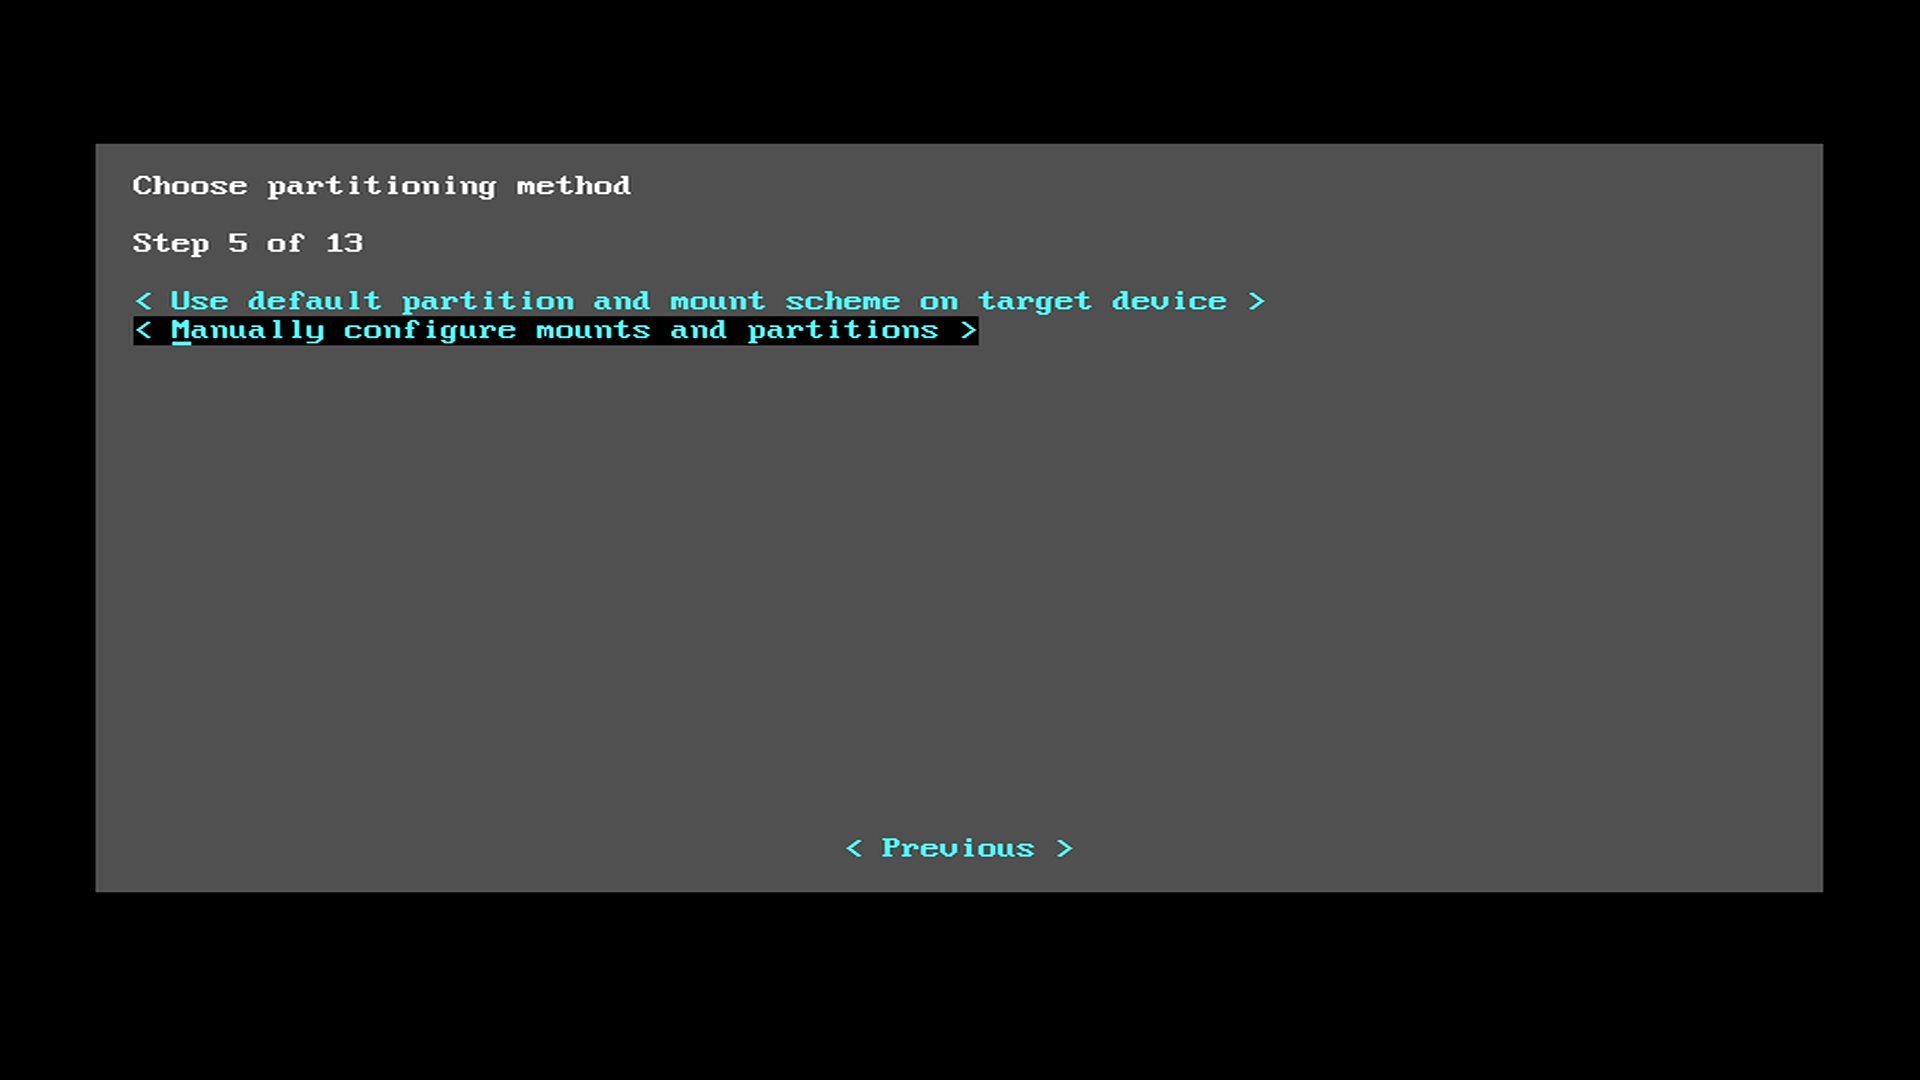 Choose partitioning method
Step 5 of 13
< Use default partition and mount scheme on target device >
< Manually configure mounts and partitions >
< Previous >